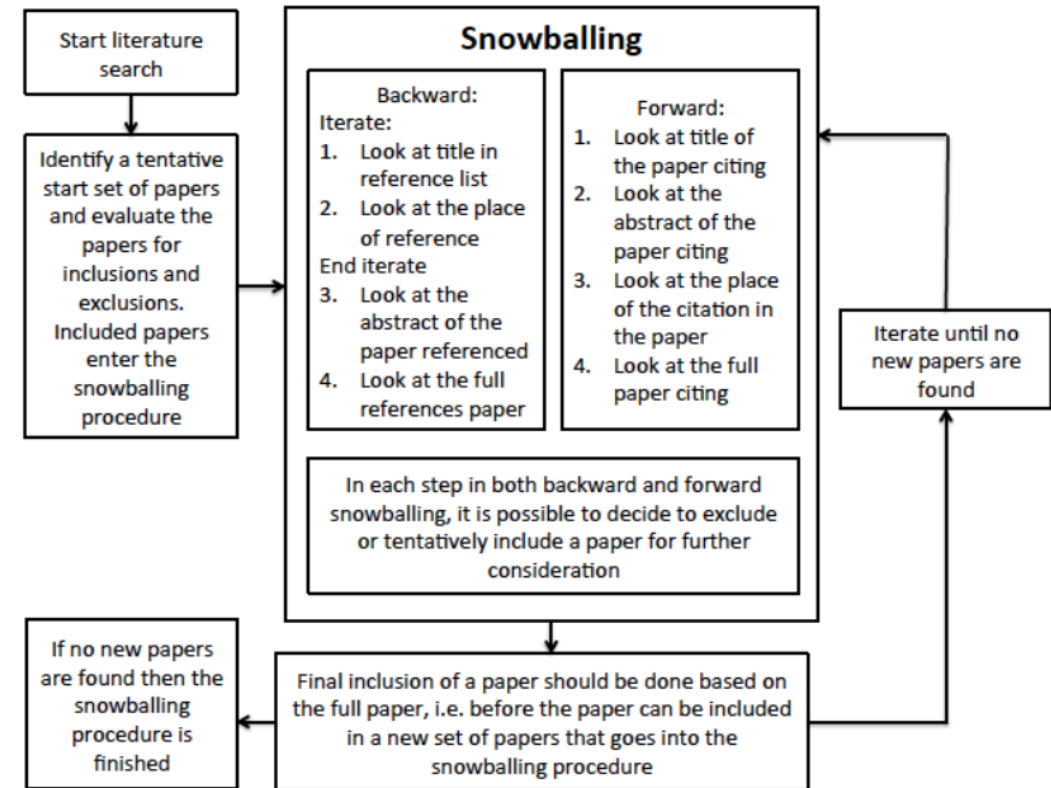 Start literature
search
Identify a tentative
start set of papers
and evaluate the
papers for
inclusions and
exclusions.
Included papers
enter the
snowballing
procedure
Snowballing
Backward:
Iterate:
1. Look at title in
reference list
2. Look at the place
of reference
End iterate
3. Look at the
abstract of the
paper referenced
4. Look at the full
references paper
Forward:
1. Look at title of
the paper citing
2. Look at the
abstract of the
paper citing
3. Look at the place
of the citation in
the paper
4. Look at the full
paper citing
In each step in both backward and forward
snowballing, it is possible to decide to exclude
or tentatively include a paper for further
consideration
Iterate until no
new papers are
found
Final inclusion of a paper should be done based on
the full paper, i.e. before the paper can be included
in a new set of papers that goes into the
snowballing procedure
If no new papers
are found then the
snowballing
procedure is
finished